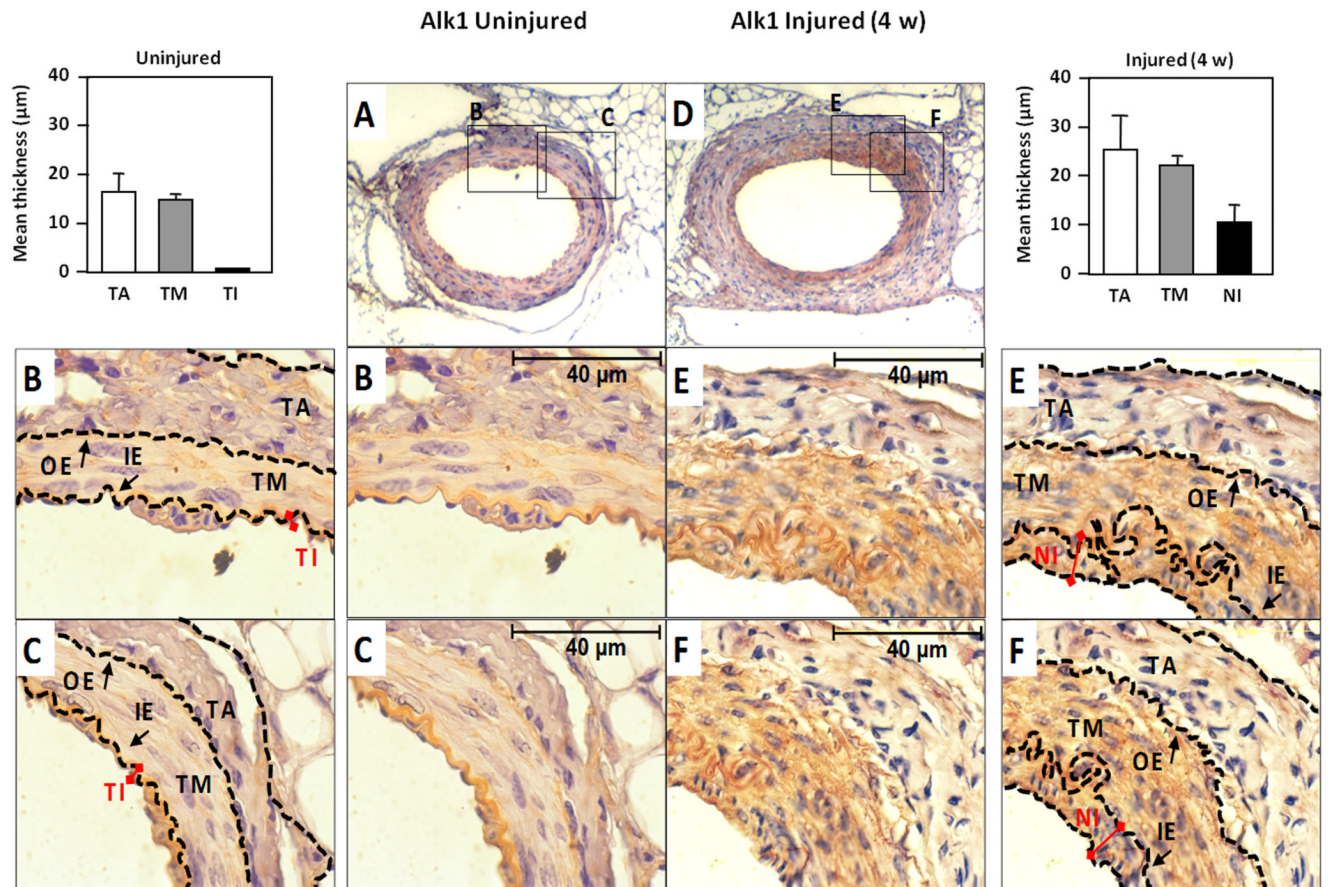 Alk1 Uninjured
Alk1 Injured (4 w)
Uninjured
Mean thickness (µm)
40
30
20
10
0
TA TM TI
A
B
C
D
E
F
Injured (4 w)
Mean thickness (µm)
40
30
20
10
0
TA TM NI
B
TA
OE
IE
TM
TI
B
40 µm
E
40 µm
E
TA
TM
OE
NI
IE
C
OE
IE
TA
TI
TM
C
40 µm
F
40 µm
F
TA
TM
OE
NI
IE